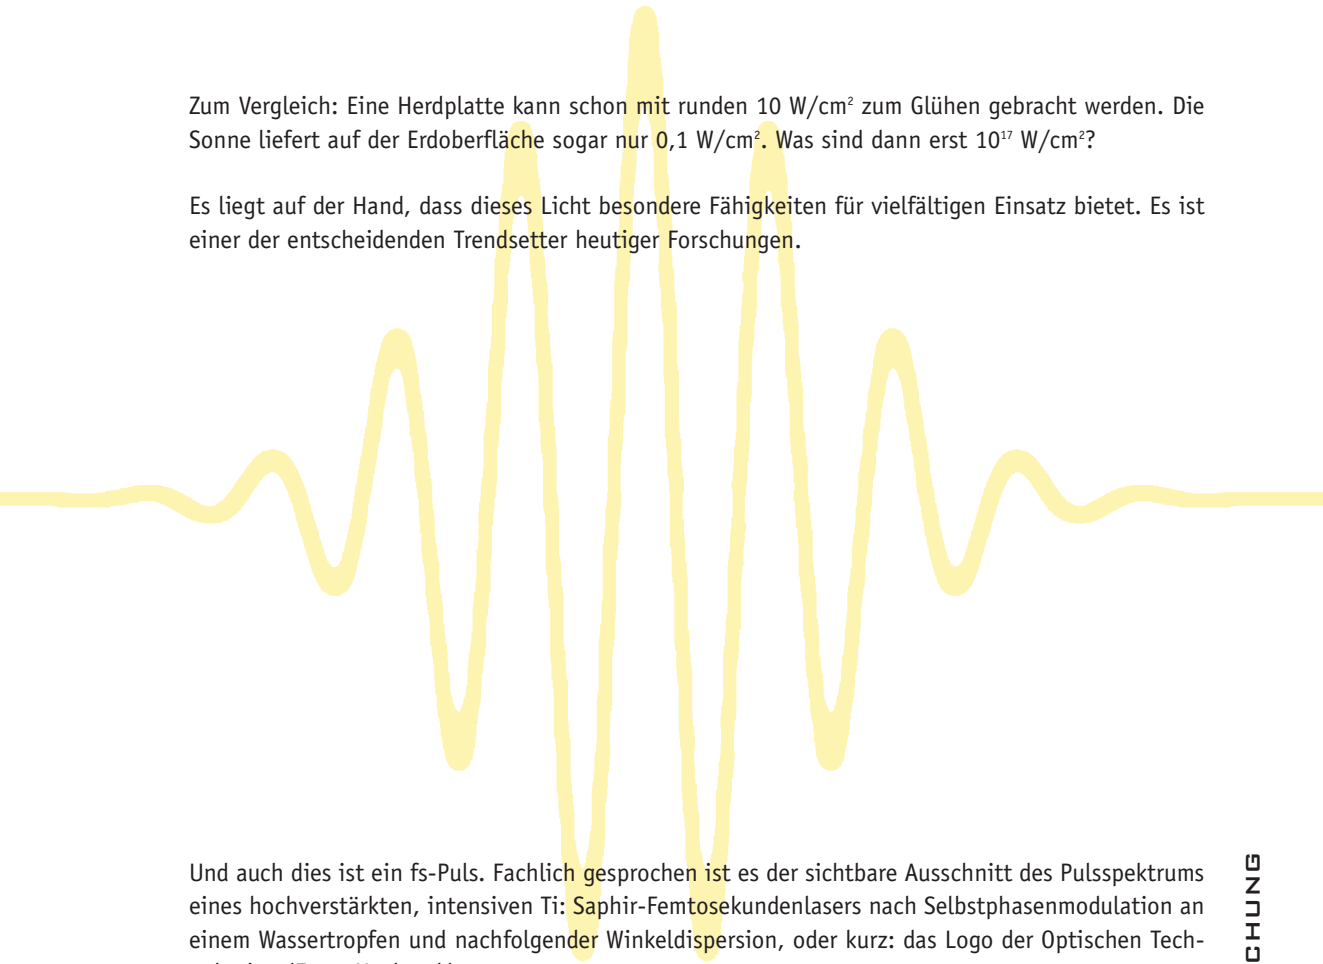 Zum Vergleich: Eine Herdplatte kann schon mit runden 10 W/cm² zum Glühen gebracht werden. Die
Sonne liefert auf der Erdoberfläche sogar nur 0,1 W/cm². Was sind dann erst 10¹⁷ W/cm²?
Es liegt auf der Hand, dass dieses Licht besondere Fähigkeiten für vielfältigen Einsatz bietet. Es ist
einer der entscheidenden Trendsetter heutiger Forschungen.
Und auch dies ist ein fs-Puls. Fachlich gesprochen ist es der sichtbare Ausschnitt des Pulsspektrums
eines hochverstärkten, intensiven Ti: Saphir-Femtosekundenlasers nach Selbstphasenmodulation an
einem Wassertropfen und nachfolgender Winkeldispersion, oder kurz: das Logo der Optischen Tech-
CHUNG